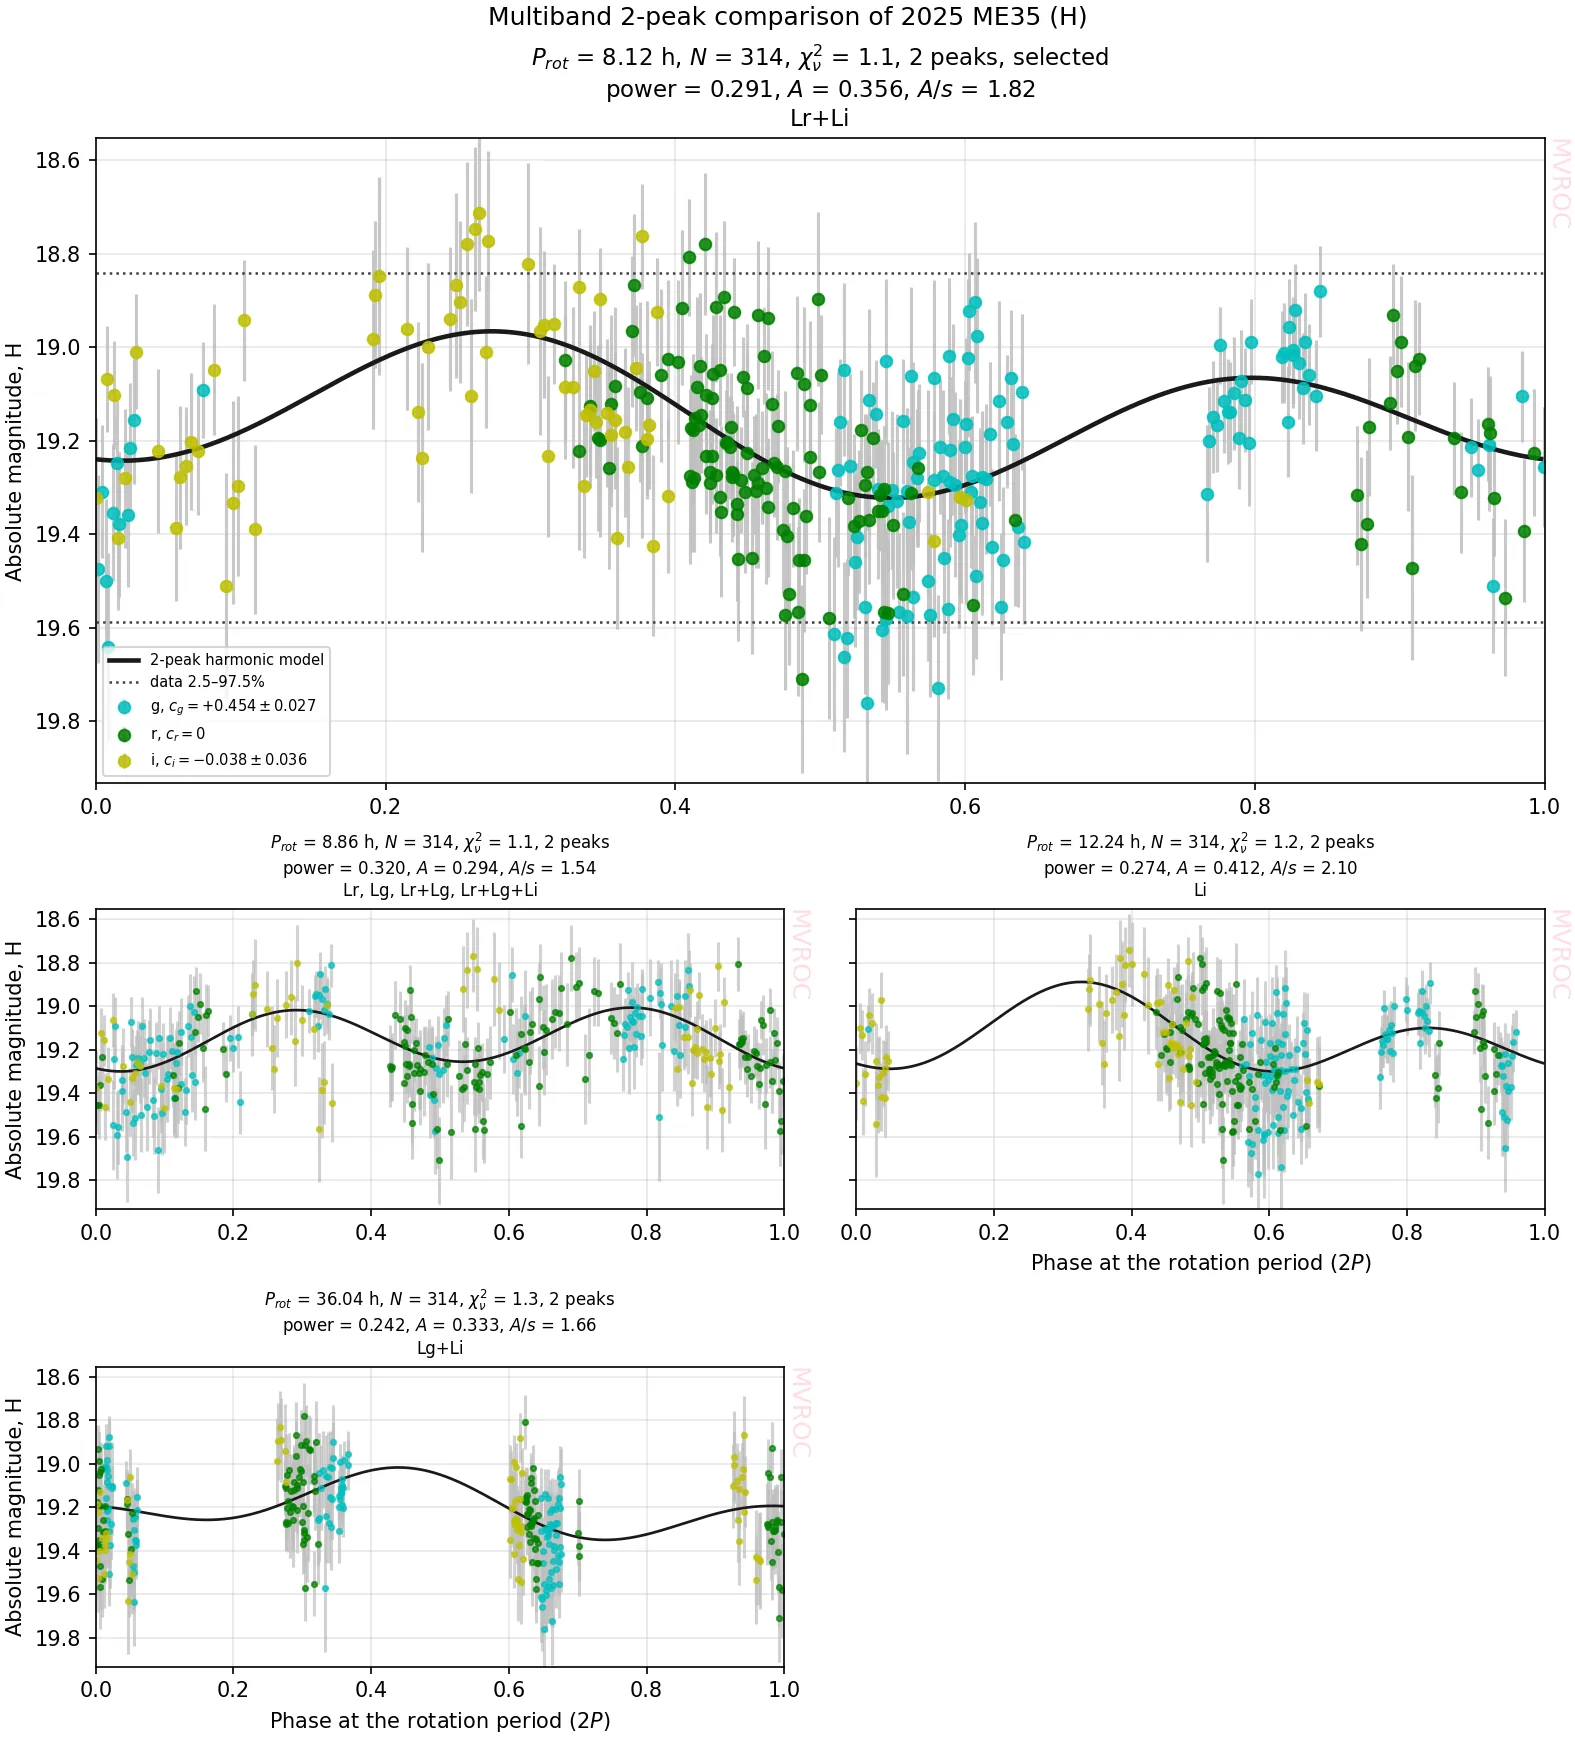 Multiband 2-peak comparison of 2025 ME35 (H)
P_rot = 8.12 h, N = 314, χ²_ν = 1.1, 2 peaks, selected
power = 0.291, A = 0.356, A/s = 1.82
Lr+Li
MVROC
Absolute magnitude, H
18.6
18.8
19.0
19.2
19.4
19.6
19.8
2-peak harmonic model
data 2.5–97.5%
g, c_g = +0.454 ± 0.027
r, c_r = 0
i, c_i = −0.038 ± 0.036
0.0 0.2 0.4 0.6 0.8 1.0
P_rot = 8.86 h, N = 314, χ²_ν = 1.1, 2 peaks
power = 0.320, A = 0.294, A/s = 1.54
Lr, Lg, Lr+Lg, Lr+Lg+Li
MVROC
Absolute magnitude, H
18.6
18.8
19.0
19.2
19.4
19.6
19.8
0.0 0.2 0.4 0.6 0.8 1.0
P_rot = 12.24 h, N = 314, χ²_ν = 1.2, 2 peaks
power = 0.274, A = 0.412, A/s = 2.10
Li
MVROC
0.0 0.2 0.4 0.6 0.8 1.0
Phase at the rotation period (2P)
P_rot = 36.04 h, N = 314, χ²_ν = 1.3, 2 peaks
power = 0.242, A = 0.333, A/s = 1.66
Lg+Li
MVROC
Absolute magnitude, H
18.6
18.8
19.0
19.2
19.4
19.6
19.8
0.0 0.2 0.4 0.6 0.8 1.0
Phase at the rotation period (2P)